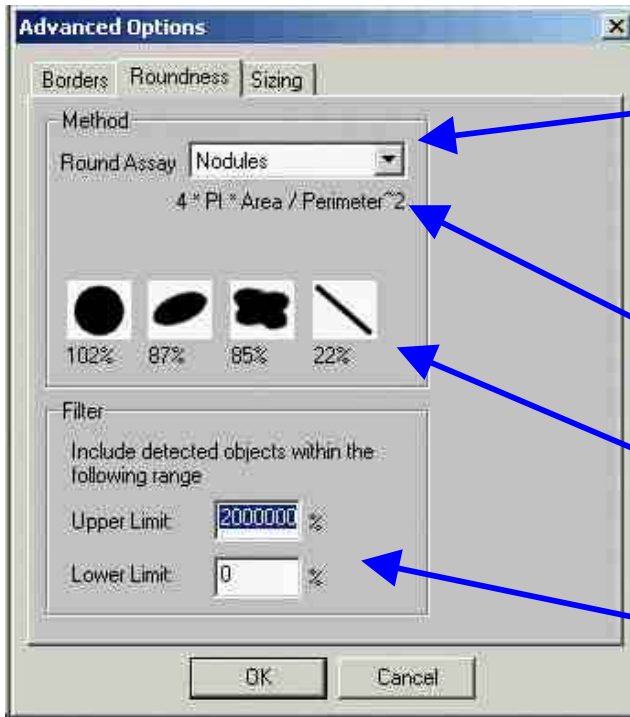 Advanced Options
Borders Roundness Sizing
Method
Round Assay Nodules
4 * PI * Area / Perimeter^2
102% 87% 85% 22%
Filter
Include detected objects within the
following range
Upper Limit: 2000000 %
Lower Limit: 0 %
OK Cancel